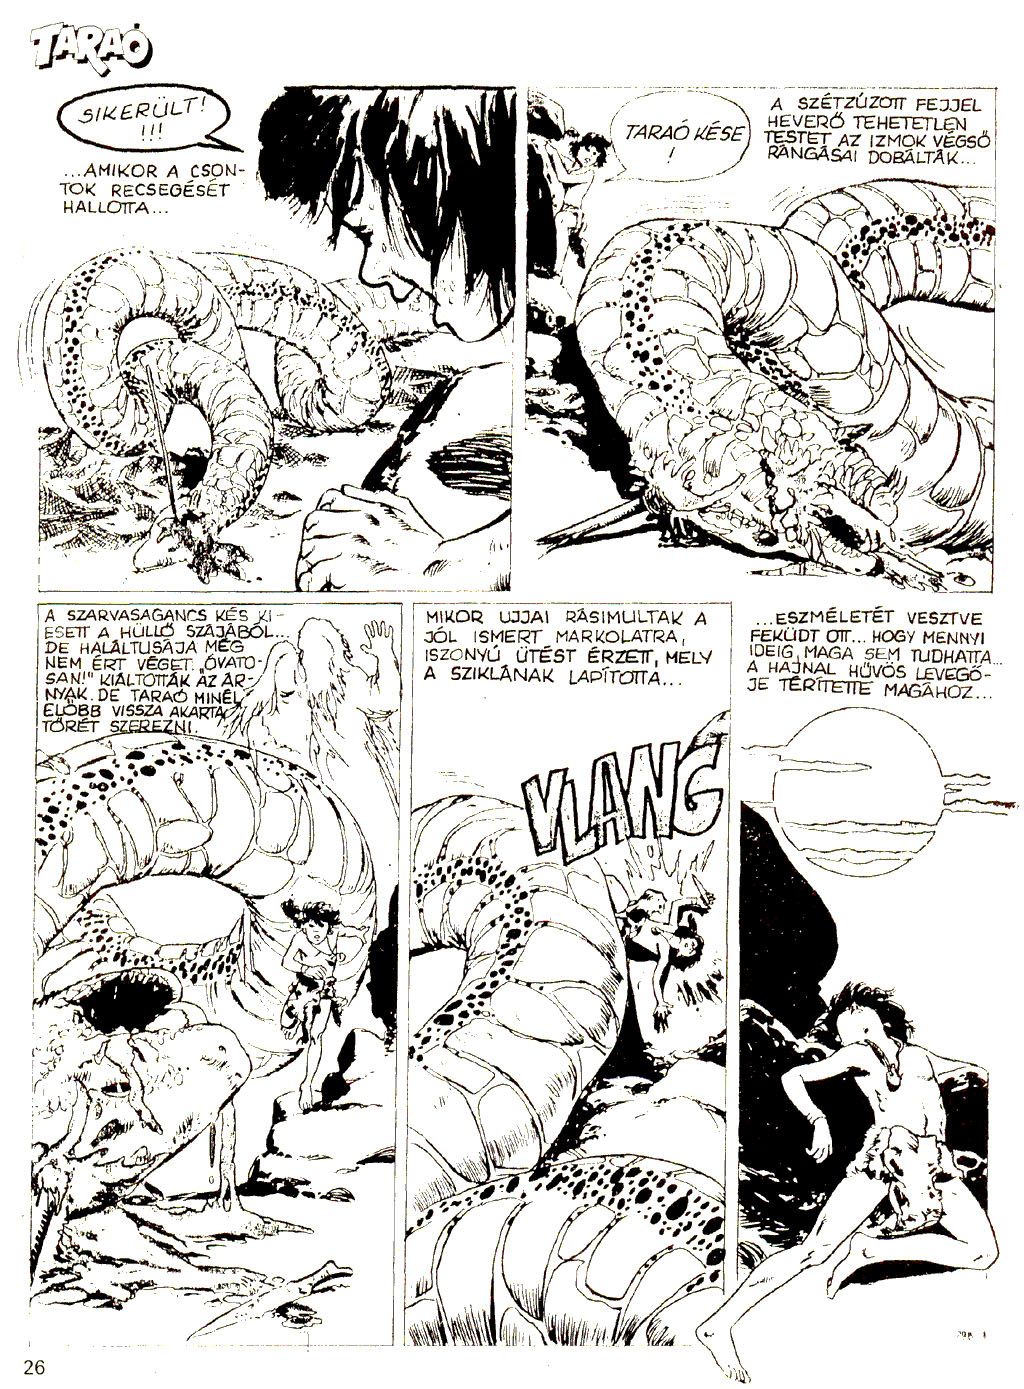 TARAÓ
SIKERÜLT!
!!!
...AMIKOR A CSON-
TOK RECSEGÉSÉT
HALLOTTA...
TARAÓ KÉSE
!
A SZÉTZÚZOTT FEJJEL
HEVERŐ TEHETETLEN
TESTET AZ IZMOK VÉGSŐ
RÁNGÁSAI DOBÁLTÁK...
A SZARVASAGANCS KÉS KI-
ESETT A HÜLLŐ SZÁJÁBÓL...
DE HALÁLTUSÁJA MÉG
NEM ÉRT VÉGET. "ÓVATO-
SAN!" KIÁLTOTTÁK AZ ÁR-
NYAK. DE TARAÓ MINÉL
ELŐBB VISSZA AKARTA
TŐRÉT SZEREZNI.
MIKOR UJJAI RÁSIMULTAK A
JÓL ISMERT MARKOLATRA,
ISZONYÚ ÜTÉST ÉRZETT, MELY
A SZIKLÁNAK LAPÍTOTTA...
VLANG
...ESZMÉLETÉT VESZTVE
FEKÜDT OTT... HOGY MENNYI
IDEIG, MAGA SEM TUDHATTA...
A HAJNAL HŰVÖS LEVEGŐ-
JE TÉRÍTETTE MAGÁHOZ...
26